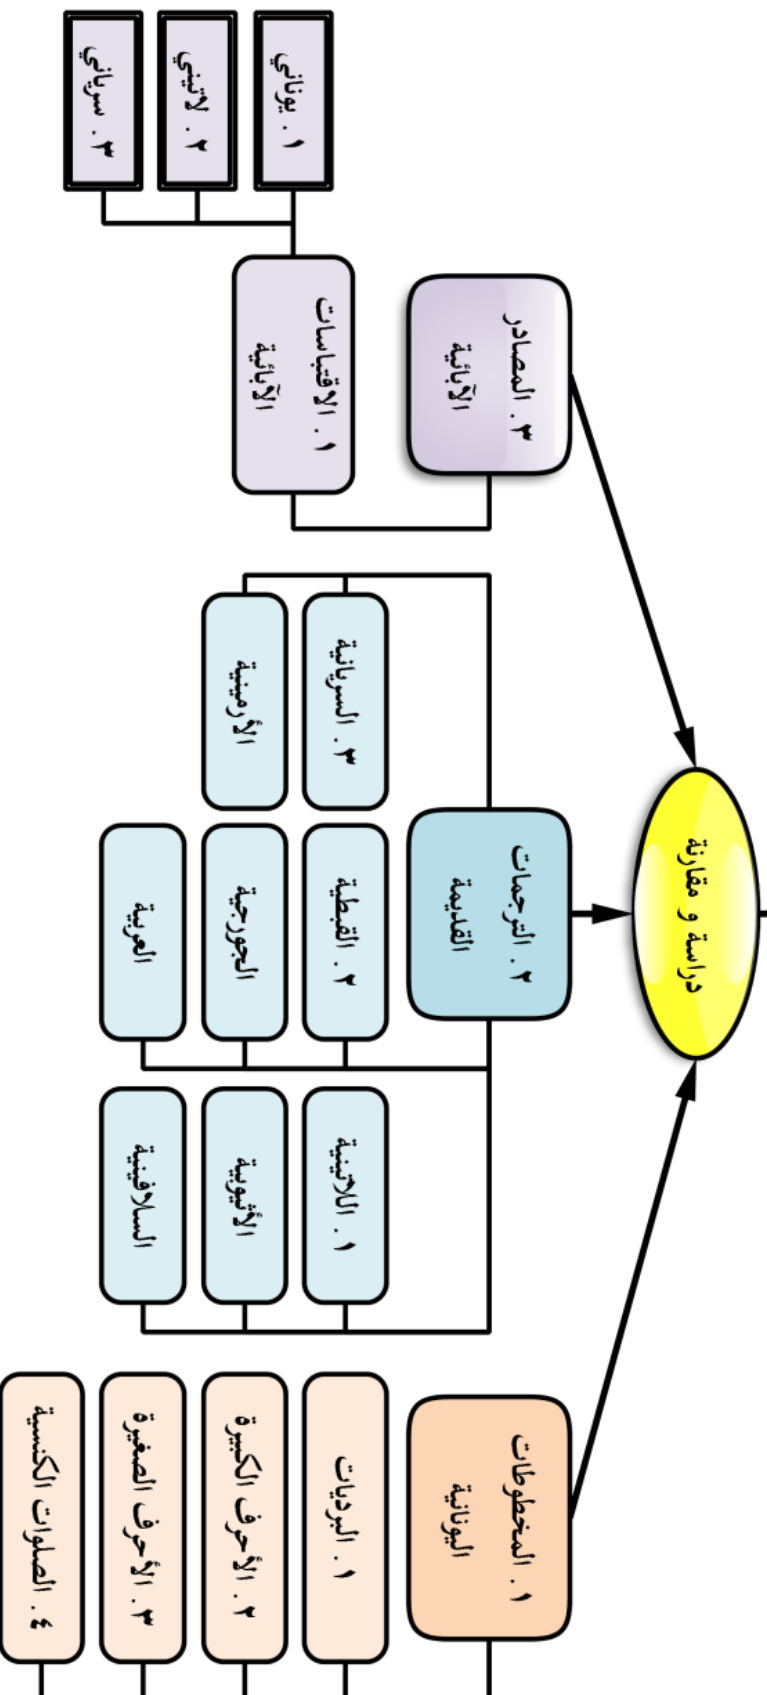 دراسة و مقارنة
١. المخطوطات
اليونانية
١. البرديات
٢. الأحرف الكبيرة
٣. الأحرف الصغيرة
٤. الصلوات الكنسية
٢. الترجمات
القديمة
١. اللاتينية
الأثيوبية
السلافينية
٢. القبطية
الجورجية
العربية
٣. السريانية
الأرمينية
٣. المصادر
الآبائية
١. الاقتباسات
الآبائية
١. يوناني
٢. لاتيني
٣. سرياني